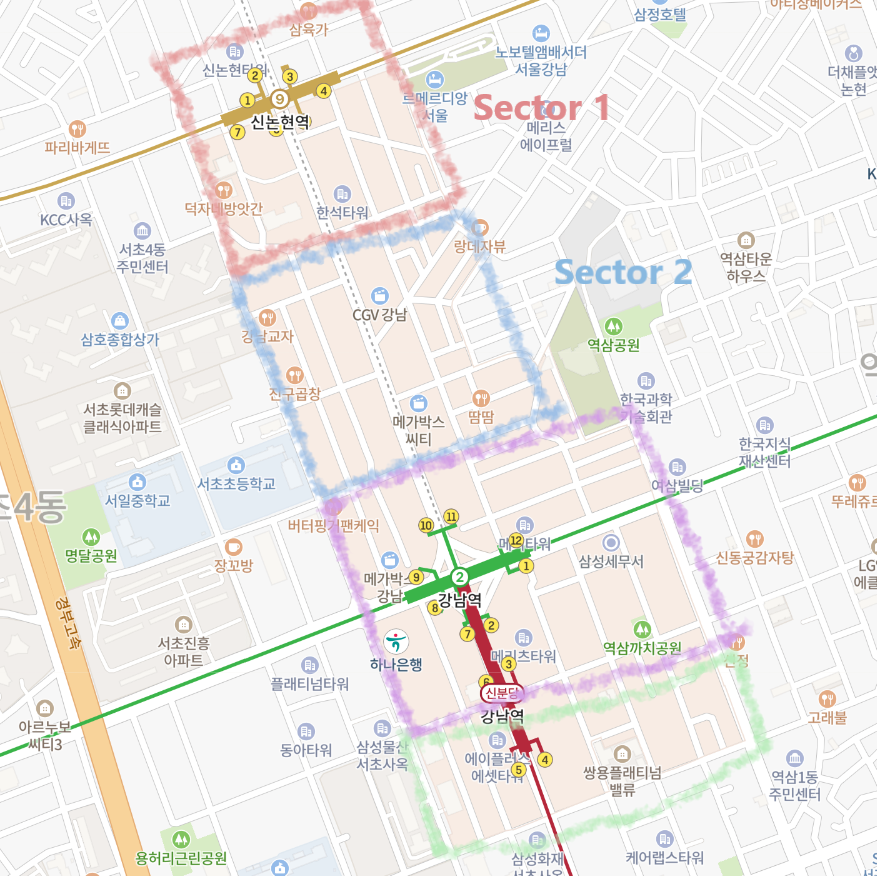 아티장베이커스
삼정호텔
삼육가
노보텔앰배서더
서울강남
신논현타워
더채플앳
논현
2
3
9
4
1
7
르메르디앙
서울
Sector 1
신논현역
메리스
에이프럴
파리바게뜨
K
덕자네방앗간
한석타워
KCC사옥
서초4동
주민센터
랑데자뷰
역삼타운
하우스
Sector 2
CGV 강남
강남교자
삼호종합상가
역삼공원
진구곱창
한국과학
기술회관
서초롯데캐슬
클래식아파트
메가박스
씨티
땀땀
한국지식
재산센터
서초초등학교
서일중학교
여삼빌딩
뚜레쥬르
초4동
버터핑거팬케익
10
11
12
명달공원
장꼬방
메가박스
강남
9
2
1
삼성세무서
신동궁감자탕
강남역
8
7
2
경부고속
서초진흥
아파트
하나은행
메리츠타워
역삼까치공원
3
6
신분당
플래티넘타워
강남역
고래불
아르누보
씨티3
동아타워
삼성물산
서초사옥
에이플러스
에셋타워
4
5
쌍용플래티넘
밸류
역삼1동
주민센터
용허리근린공원
삼성화재
서초사옥
케어랩스타워